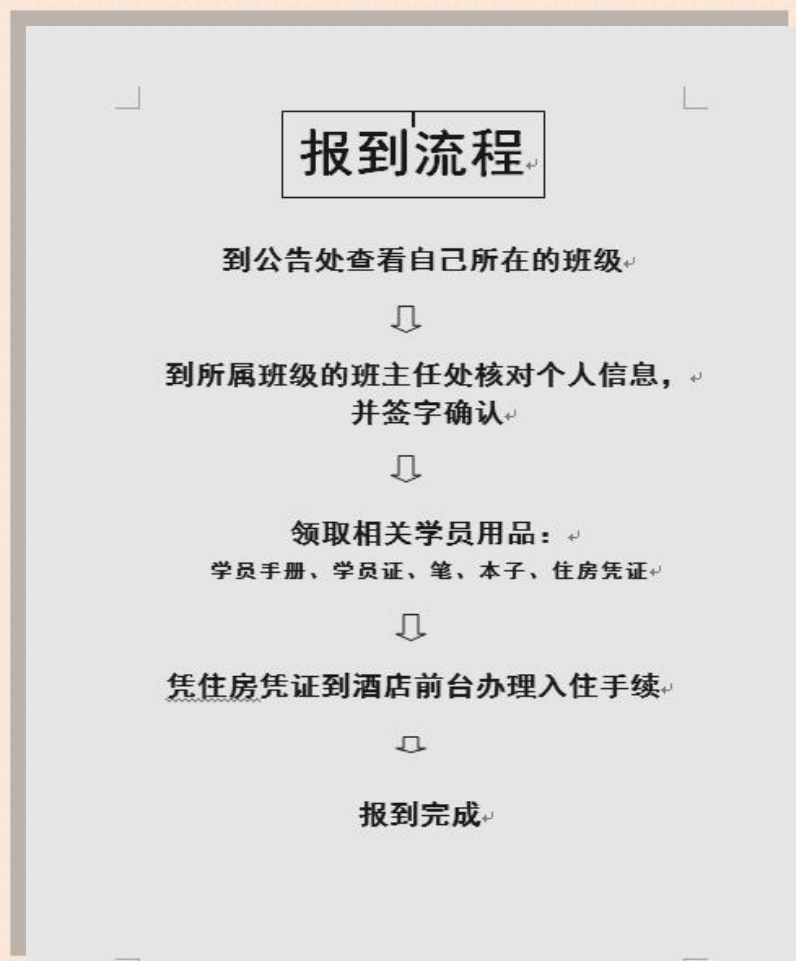 报到流程
到公告处查看自己所在的班级
到所属班级的班主任处核对个人信息，
并签字确认
领取相关学员用品：
学员手册、学员证、笔、本子、住房凭证
凭住房凭证到酒店前台办理入住手续
报到完成